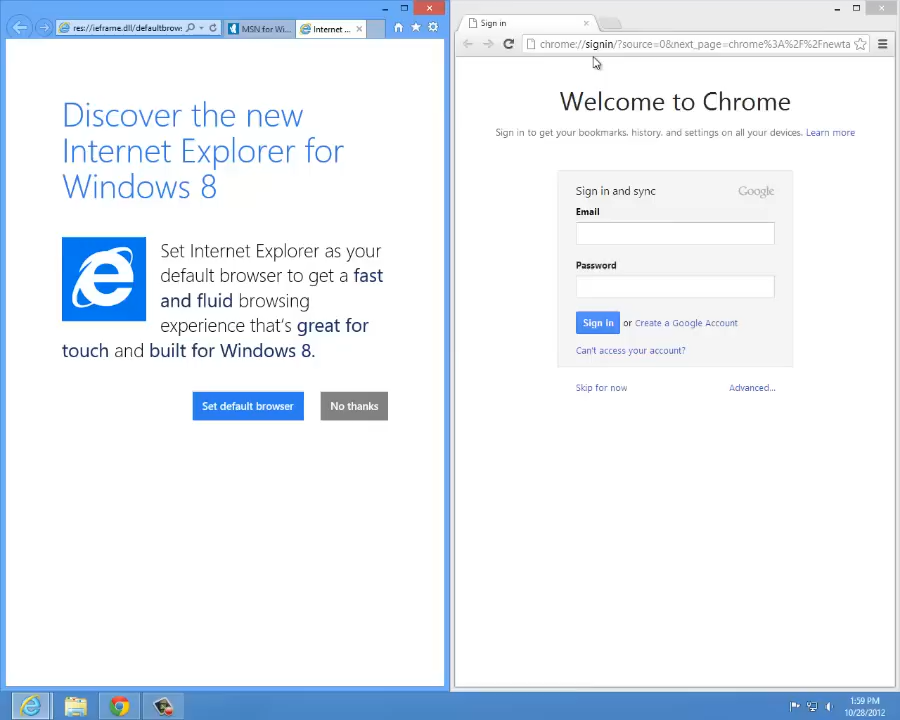 res://ieframe.dll/defaultbrows
MSN for Wi...
Internet ...
Discover the new
Internet Explorer for
Windows 8
Set Internet Explorer as your
default browser to get a fast
and fluid browsing
experience that's great for
touch and built for Windows 8.
Set default browser
No thanks
Sign in
chrome://signin/?source=0&next_page=chrome%3A%2F%2Fnewta
Welcome to Chrome
Sign in to get your bookmarks, history, and settings on all your devices. Learn more
Sign in and sync Google
Email
Password
Sign in or Create a Google Account
Can't access your account?
Skip for now Advanced...
1:59 PM
10/28/2012